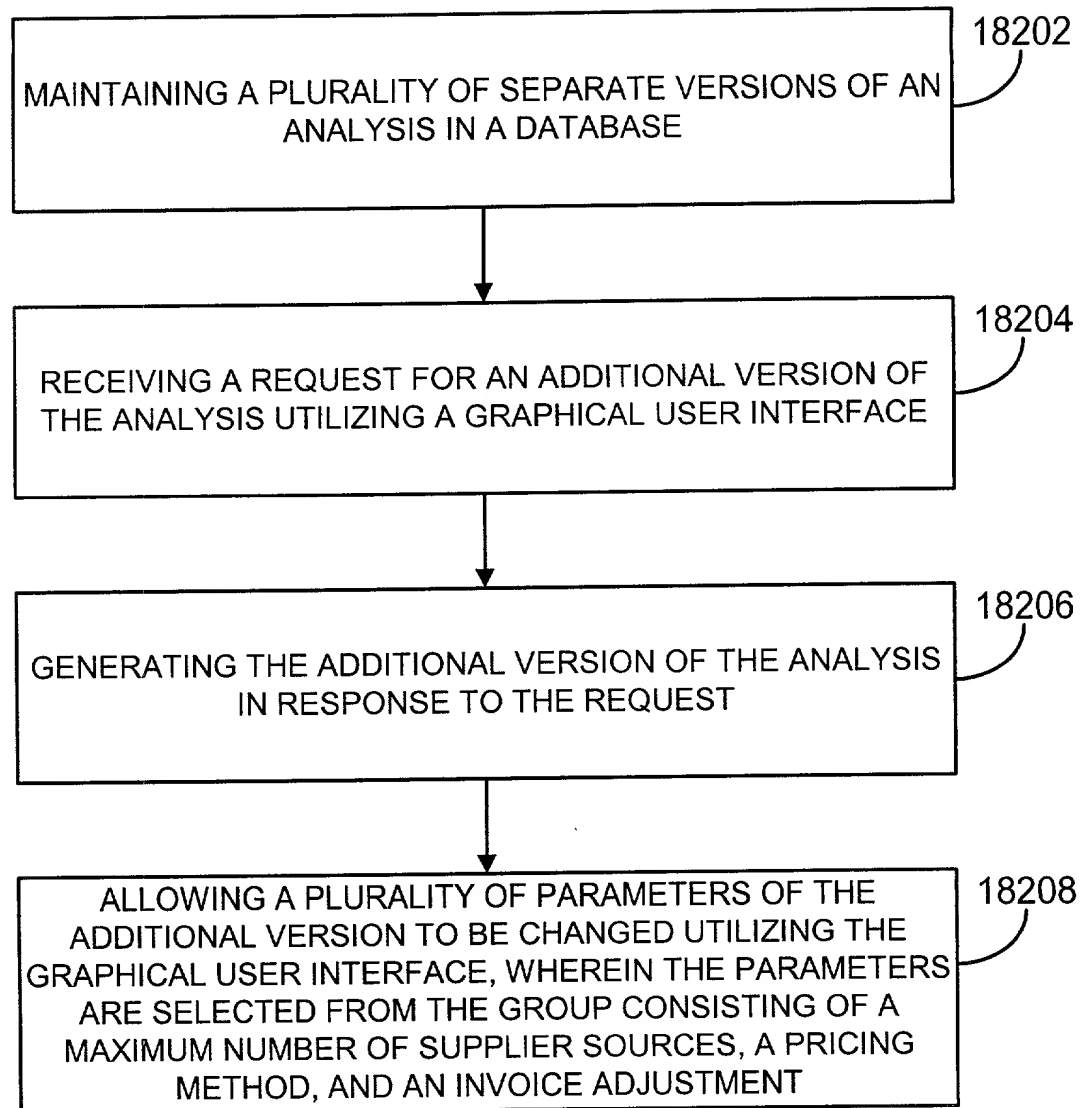 18202
MAINTAINING A PLURALITY OF SEPARATE VERSIONS OF AN
ANALYSIS IN A DATABASE
18204
RECEIVING A REQUEST FOR AN ADDITIONAL VERSION OF
THE ANALYSIS UTILIZING A GRAPHICAL USER INTERFACE
18206
GENERATING THE ADDITIONAL VERSION OF THE ANALYSIS
IN RESPONSE TO THE REQUEST
18208
ALLOWING A PLURALITY OF PARAMETERS OF THE
ADDITIONAL VERSION TO BE CHANGED UTILIZING THE
GRAPHICAL USER INTERFACE, WHEREIN THE PARAMETERS
ARE SELECTED FROM THE GROUP CONSISTING OF A
MAXIMUM NUMBER OF SUPPLIER SOURCES, A PRICING
METHOD, AND AN INVOICE ADJUSTMENT